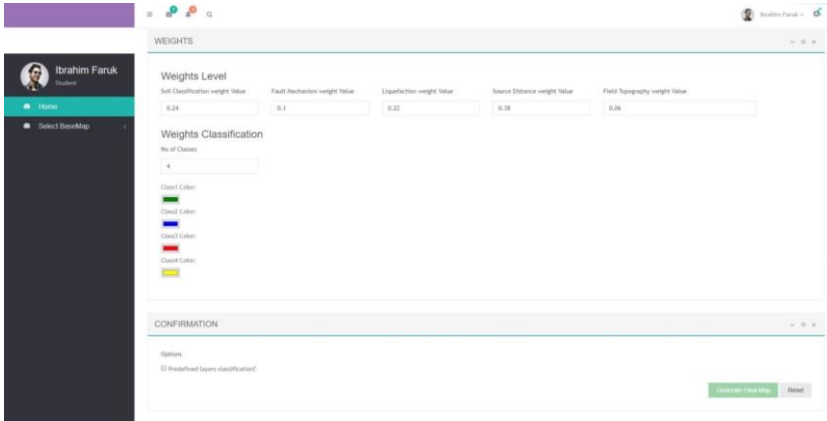 Ibrahim Faruk
WEIGHTS
Ibrahim Faruk
Student
Home
Select BaseMap
Weights Level
Soil Classification weight Value
Fault Mechanism weight Value
Liquefaction weight Value
Source Distance weight Value
Field Topography weight Value
0.24
0.1
0.22
0.38
0.06
Weights Classification
No of Classes
4
Class1 Color:
Class2 Color:
Class3 Color:
Class4 Color:
CONFIRMATION
Options
Predefined layers classification?
Generate Final Map
Reset